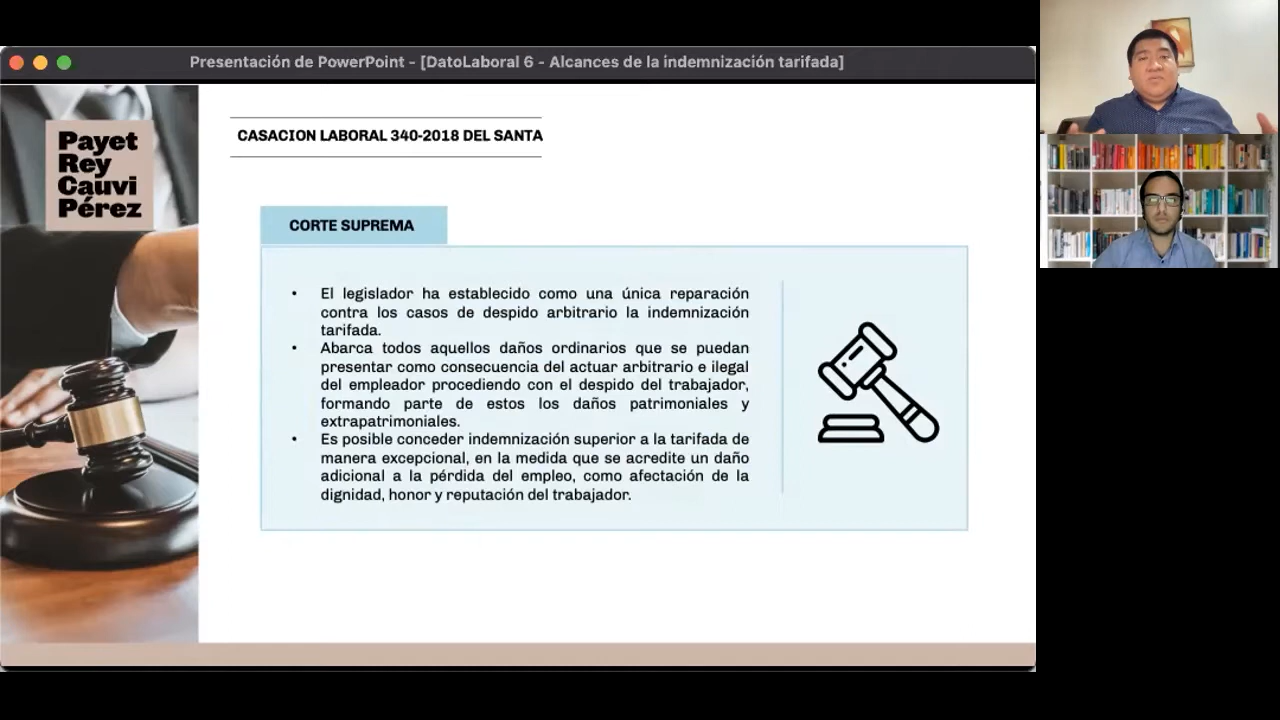 Presentación de PowerPoint - [DatoLaboral 6 - Alcances de la indemnización tarifada]
Payet
Rey
Cauvi
Pérez
CASACION LABORAL 340-2018 DEL SANTA
CORTE SUPREMA
• El legislador ha establecido como una única reparación
contra los casos de despido arbitrario la indemnización
tarifada.
• Abarca todos aquellos daños ordinarios que se puedan
presentar como consecuencia del actuar arbitrario e ilegal
del empleador procediendo con el despido del trabajador,
formando parte de estos los daños patrimoniales y
extrapatrimoniales.
• Es posible conceder indemnización superior a la tarifada de
manera excepcional, en la medida que se acredite un daño
adicional a la pérdida del empleo, como afectación de la
dignidad, honor y reputación del trabajador.